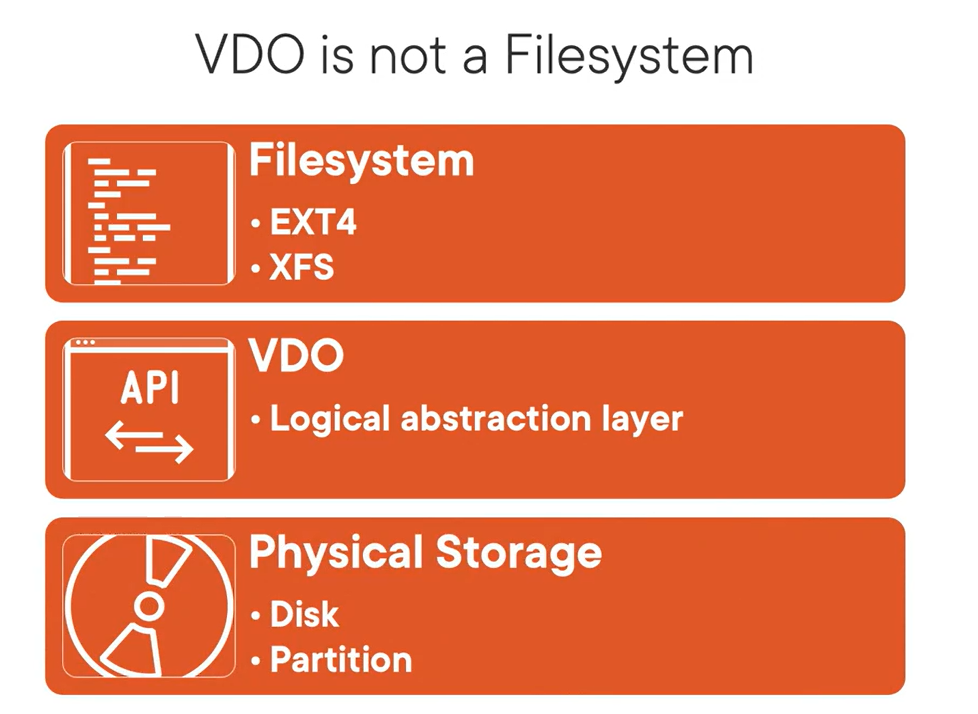 VDO is not a Filesystem
Filesystem
• EXT4
• XFS
VDO
API
• Logical abstraction layer
Physical Storage
• Disk
• Partition